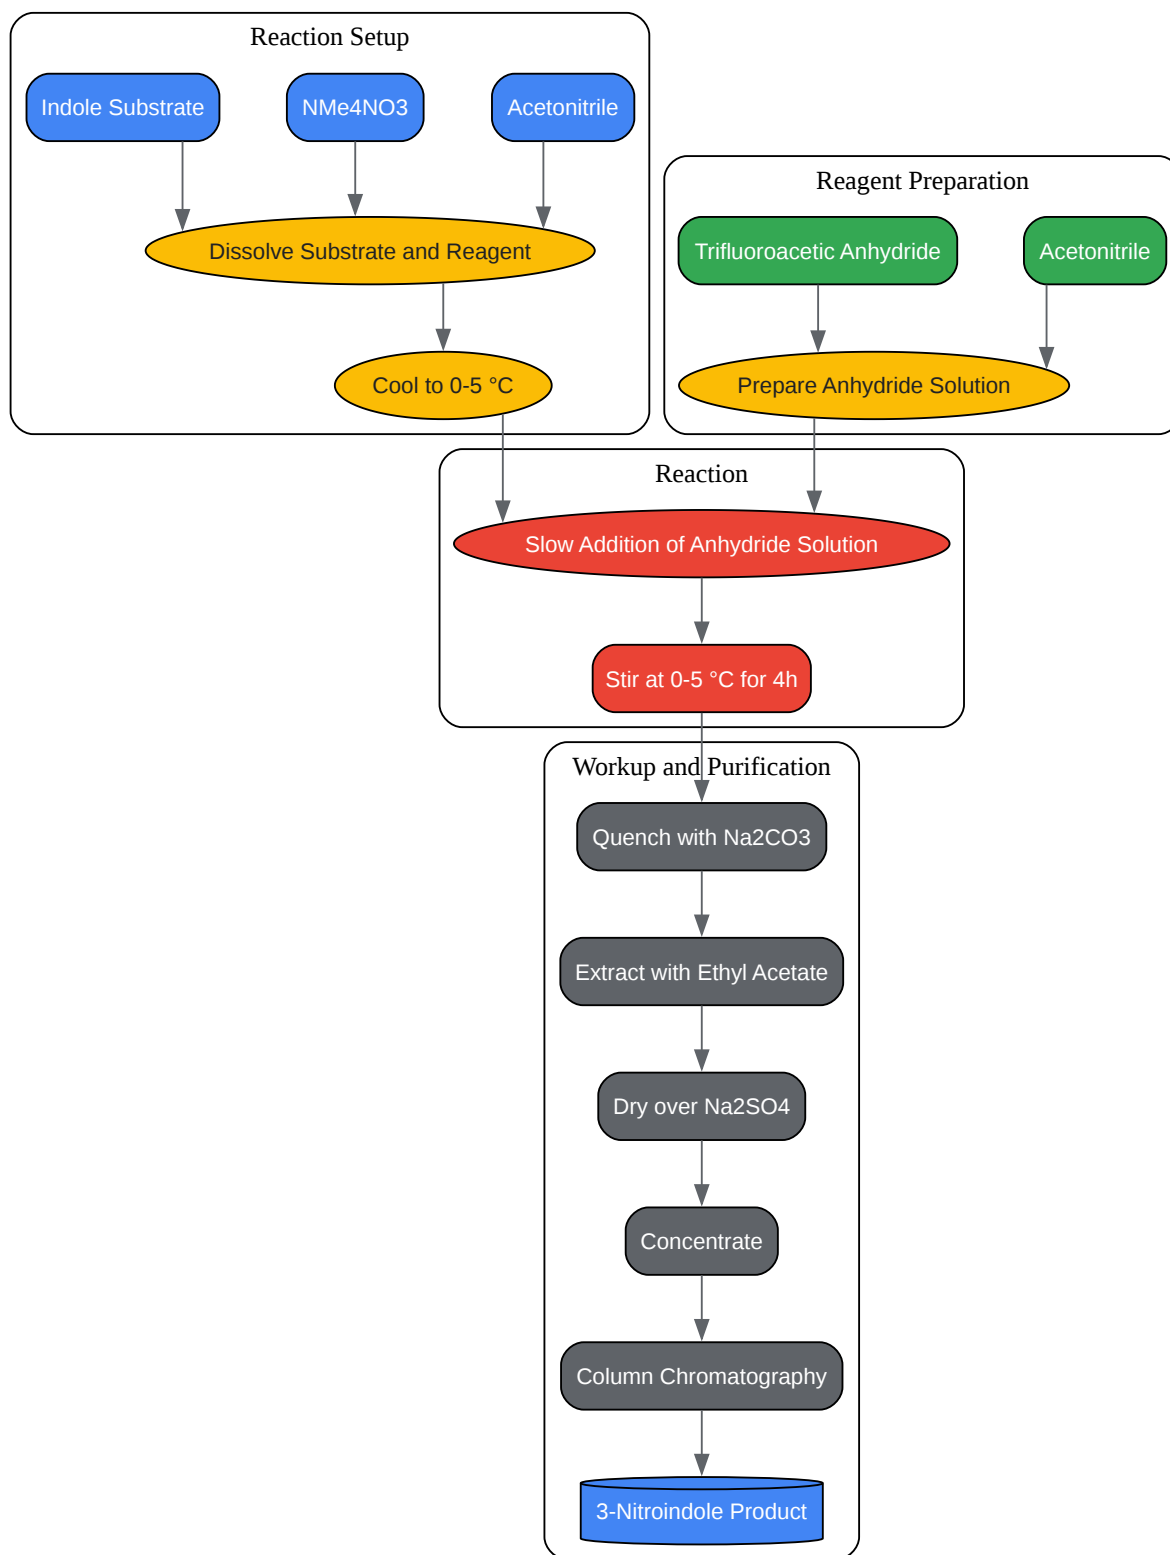 Reaction Setup
Indole Substrate
NMe4NO3
Acetonitrile
Dissolve Substrate and Reagent
Cool to 0-5 °C
Reagent Preparation
Trifluoroacetic Anhydride
Acetonitrile
Prepare Anhydride Solution
Reaction
Slow Addition of Anhydride Solution
Stir at 0-5 °C for 4h
Workup and Purification
Quench with Na2CO3
Extract with Ethyl Acetate
Dry over Na2SO4
Concentrate
Column Chromatography
3-Nitroindole Product